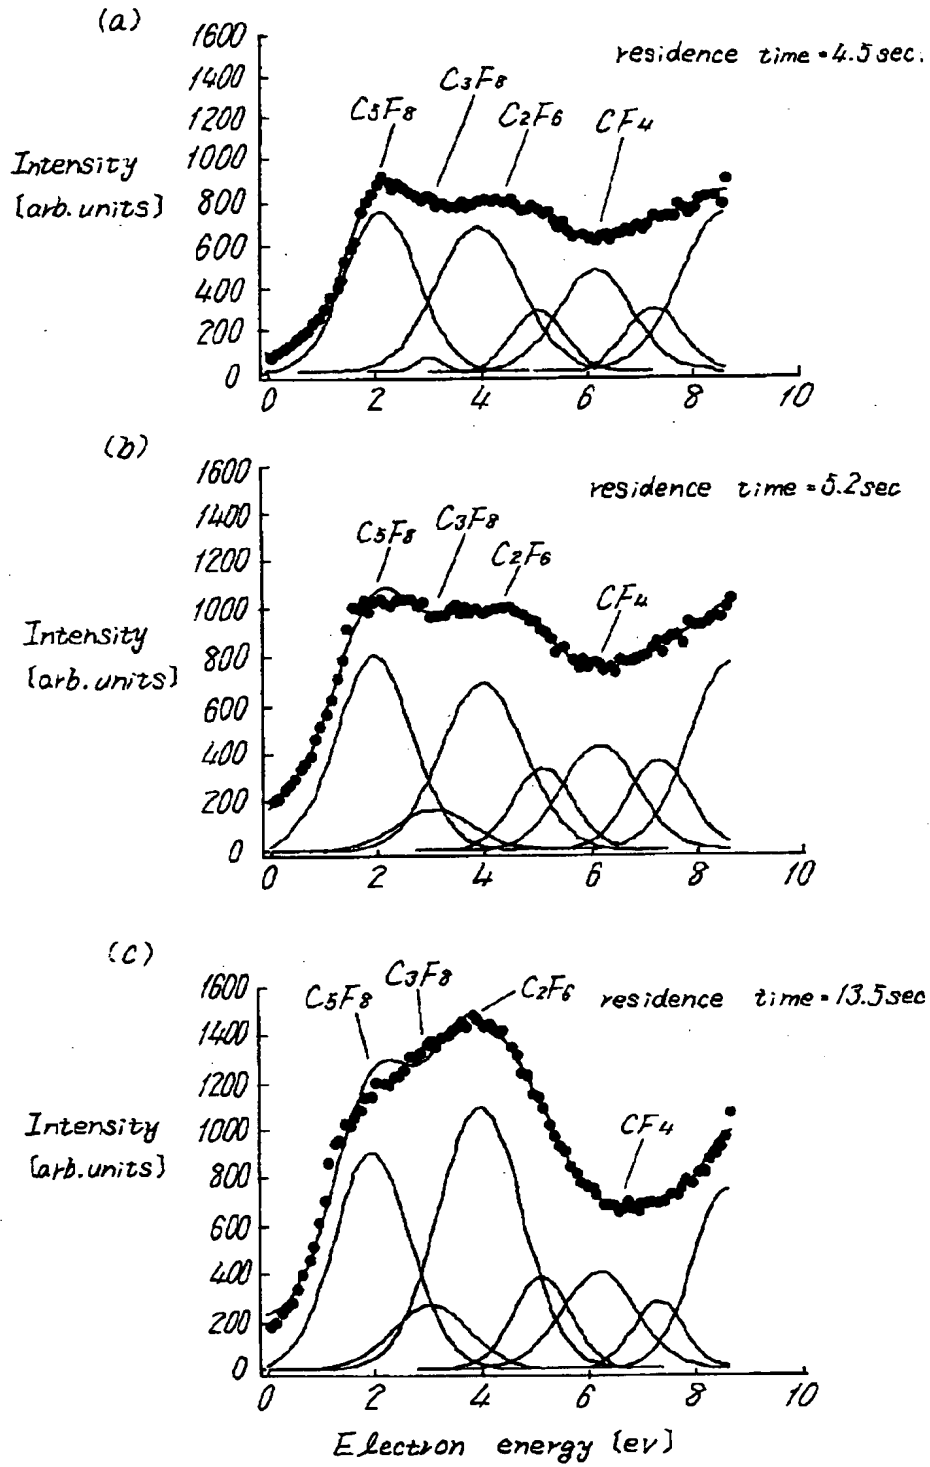 (a)
residence time = 4.5 sec.
C5F8
C3F8
C2F6
CF4
Intensity
[arb. units]
1600
1400
1200
1000
800
600
400
200
0
0 2 4 6 8 10
(b)
residence time = 5.2sec
C5F8
C3F8
C2F6
CF4
Intensity
[arb. units]
1600
1400
1200
1000
800
600
400
200
0
0 2 4 6 8 10
(c)
residence time = 13.5sec
C5F8
C3F8
C2F6
CF4
Intensity
[arb. units]
1600
1400
1200
1000
800
600
400
200
0
0 2 4 6 8 10
Electron energy [ev]